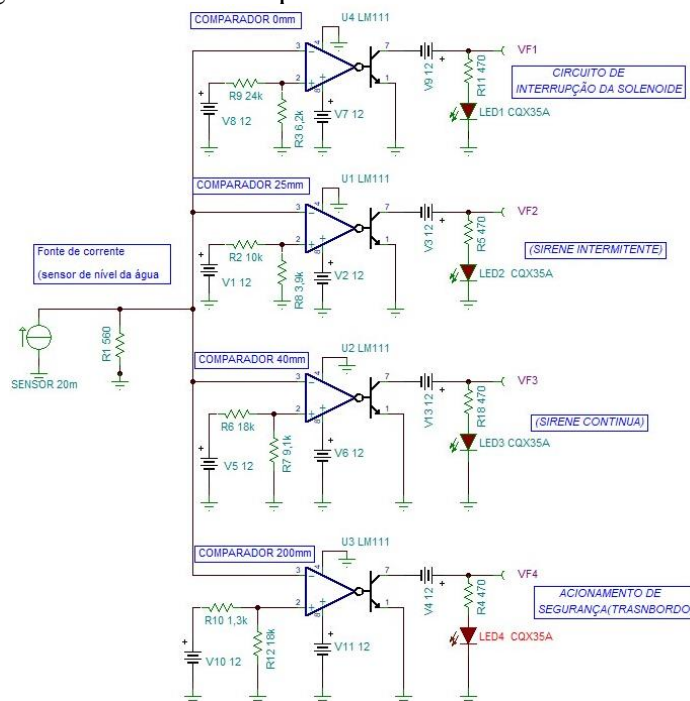 COMPARADOR 0mm
U4 LM111
3
4
7
VF1
2
8
1
R9 24k
V8 12
R3 6,2k
V7 12
V9 12
R11 470
LED1 CQX35A
CIRCUITO DE
INTERRUPÇÃO DA SOLENOIDE
COMPARADOR 25mm
U1 LM111
3
4
7
VF2
2
8
1
R2 10k
V1 12
R8 3,9k
V2 12
V3 12
R5 470
LED2 CQX35A
(SIRENE INTERMITENTE)
Fonte de corrente
(sensor de nível da água
SENSOR 20m
R1 560
COMPARADOR 40mm
U2 LM111
3
4
7
VF3
2
8
1
R6 18k
V5 12
R7 9,1k
V6 12
V13 12
R18 470
LED3 CQX35A
(SIRENE CONTINUA)
COMPARADOR 200mm
U3 LM111
3
4
7
VF4
2
8
1
R10 1,3k
V10 12
R12 18k
V11 12
V4 12
R4 470
LED4 CQX35A
ACIONAMENTO DE
SEGURANÇA(TRASNBORDO